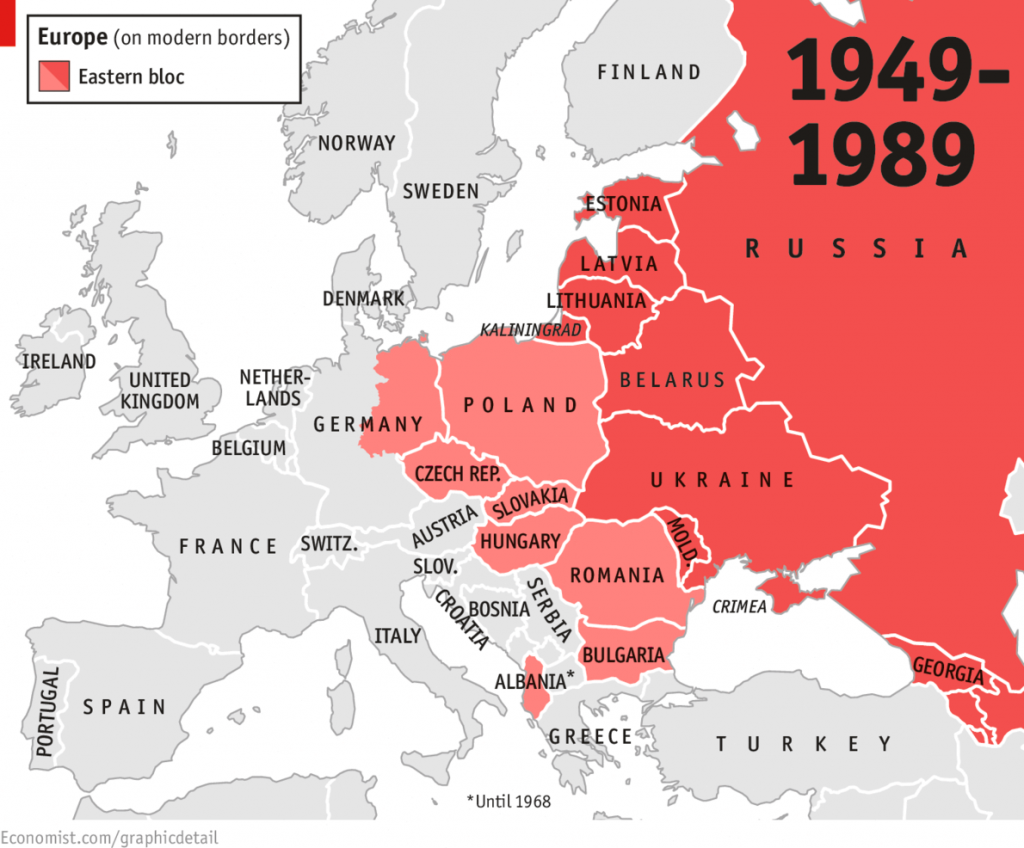 Europe (on modern borders)
Eastern bloc
1949–
1989
FINLAND
NORWAY
SWEDEN
ESTONIA
RUSSIA
LATVIA
DENMARK
LITHUANIA
KALININGRAD
IRELAND
UNITED
KINGDOM
NETHER-
LANDS
BELARUS
POLAND
GERMANY
BELGIUM
CZECH REP.
UKRAINE
SLOVAKIA
AUSTRIA
FRANCE
SWITZ.
HUNGARY
MOLD.
SLOV.
ROMANIA
CROATIA
BOSNIA
SERBIA
CRIMEA
ITALY
BULGARIA
GEORGIA
ALBANIA*
PORTUGAL
SPAIN
GREECE
TURKEY
*Until 1968
Economist.com/graphicdetail